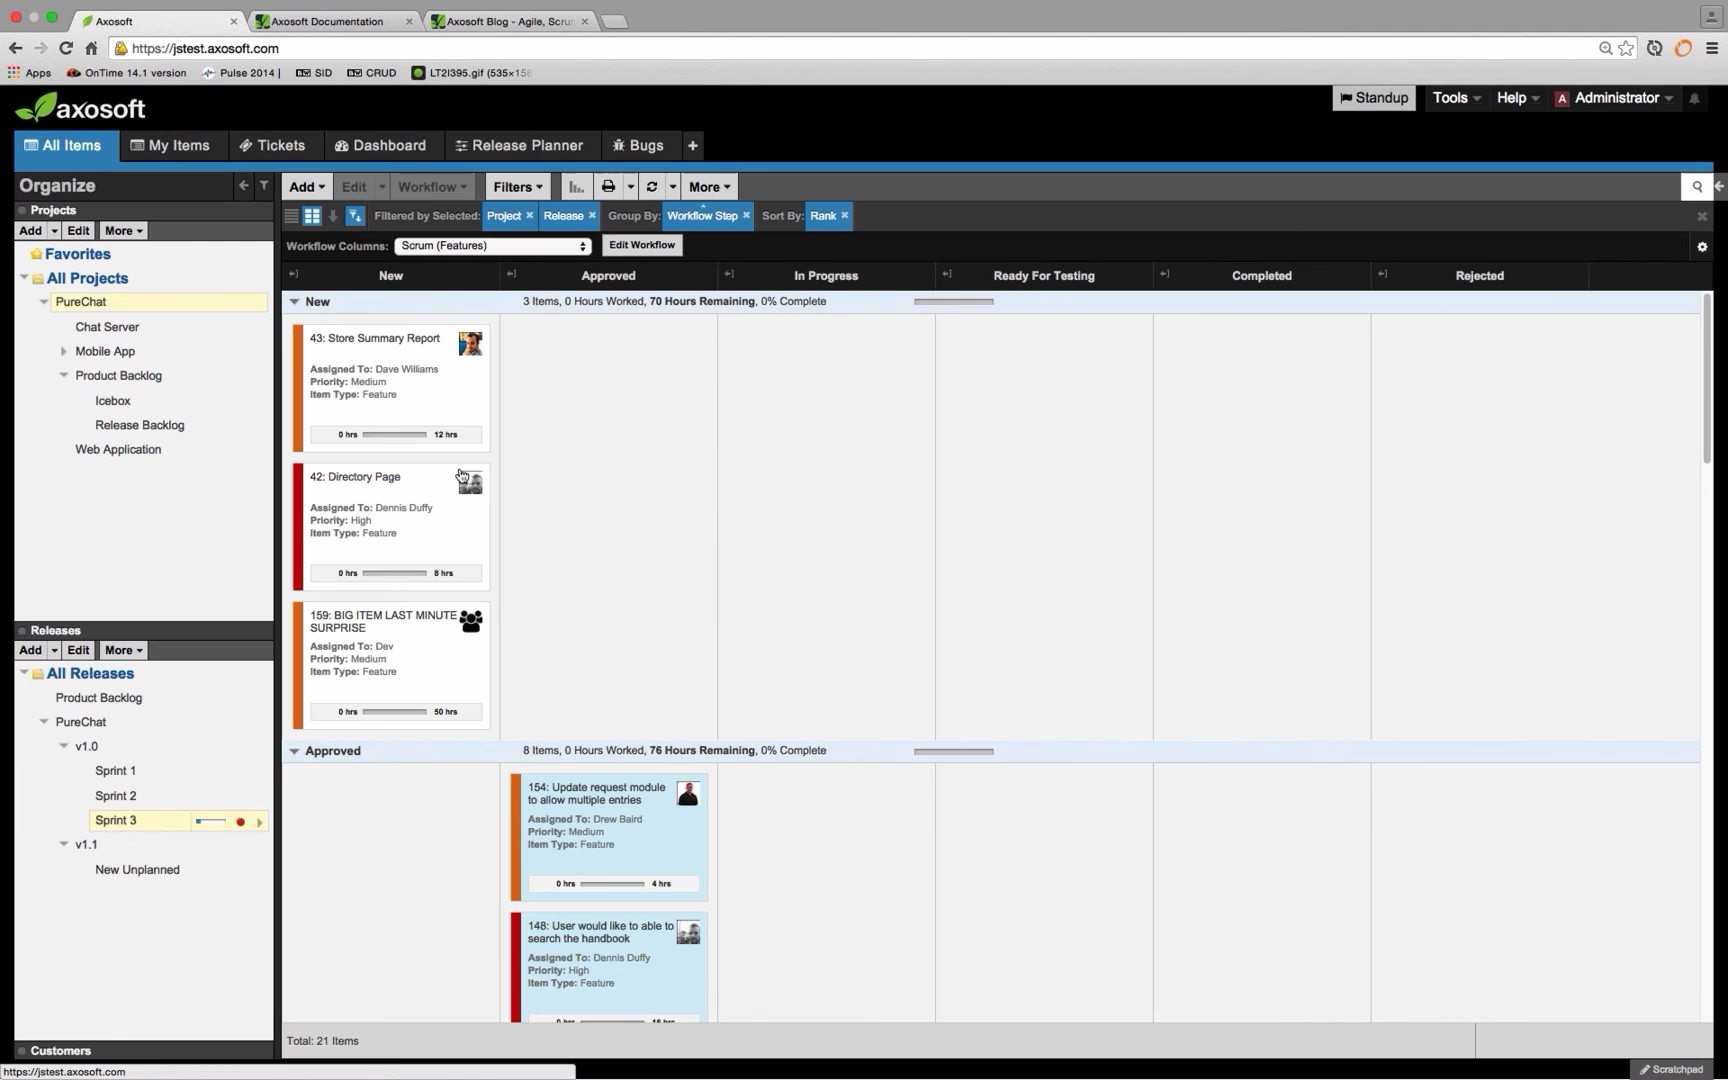 Axosoft
Axosoft Documentation
Axosoft Blog - Agile, Scru
https://jstest.axosoft.com
Apps
OnTime 14.1 version
Pulse 2014 |
SID
CRUD
LT2I395.gif (535×15
axosoft
Standup
Tools
Help
A
Administrator
All Items
My Items
Tickets
Dashboard
Release Planner
Bugs
+
Organize
Add
Edit
Workflow
Filters
More
Projects
Filtered by Selected:
Project ×
Release ×
Group By:
Workflow Step ×
Sort By:
Rank ×
Add
Edit
More
Workflow Columns:
Scrum (Features)
Edit Workflow
Favorites
All Projects
PureChat
Chat Server
Mobile App
Product Backlog
Icebox
Release Backlog
Web Application
New
Approved
In Progress
Ready For Testing
Completed
Rejected
New
3 Items, 0 Hours Worked, 70 Hours Remaining, 0% Complete
43: Store Summary Report
Assigned To: Dave Williams
Priority: Medium
Item Type: Feature
0 hrs
12 hrs
42: Directory Page
Assigned To: Dennis Duffy
Priority: High
Item Type: Feature
0 hrs
8 hrs
159: BIG ITEM LAST MINUTE
SURPRISE
Assigned To: Dev
Priority: Medium
Item Type: Feature
0 hrs
50 hrs
Approved
8 Items, 0 Hours Worked, 76 Hours Remaining, 0% Complete
154: Update request module
to allow multiple entries
Assigned To: Drew Baird
Priority: Medium
Item Type: Feature
0 hrs
4 hrs
148: User would like to able to
search the handbook
Assigned To: Dennis Duffy
Priority: High
Item Type: Feature
0 hrs
16 hrs
Releases
Add
Edit
More
All Releases
Product Backlog
PureChat
v1.0
Sprint 1
Sprint 2
Sprint 3
v1.1
New Unplanned
Customers
Total: 21 Items
https://jstest.axosoft.com
Scratchpad